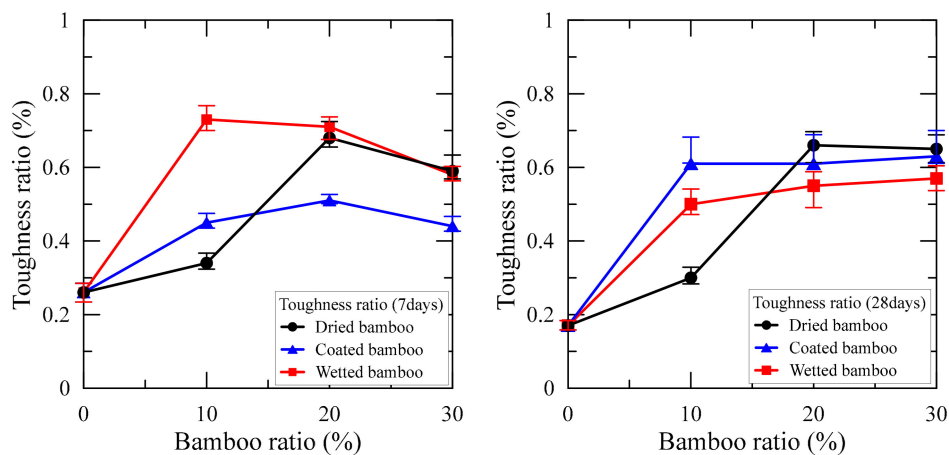 Toughness ratio (%)
1
0.8
0.6
0.4
0.2
0
Toughness ratio (7days)
Dried bamboo
Coated bamboo
Wetted bamboo
0 10 20 30
Bamboo ratio (%)
Toughness ratio (%)
1
0.8
0.6
0.4
0.2
0
Toughness ratio (28days)
Dried bamboo
Coated bamboo
Wetted bamboo
0 10 20 30
Bamboo ratio (%)